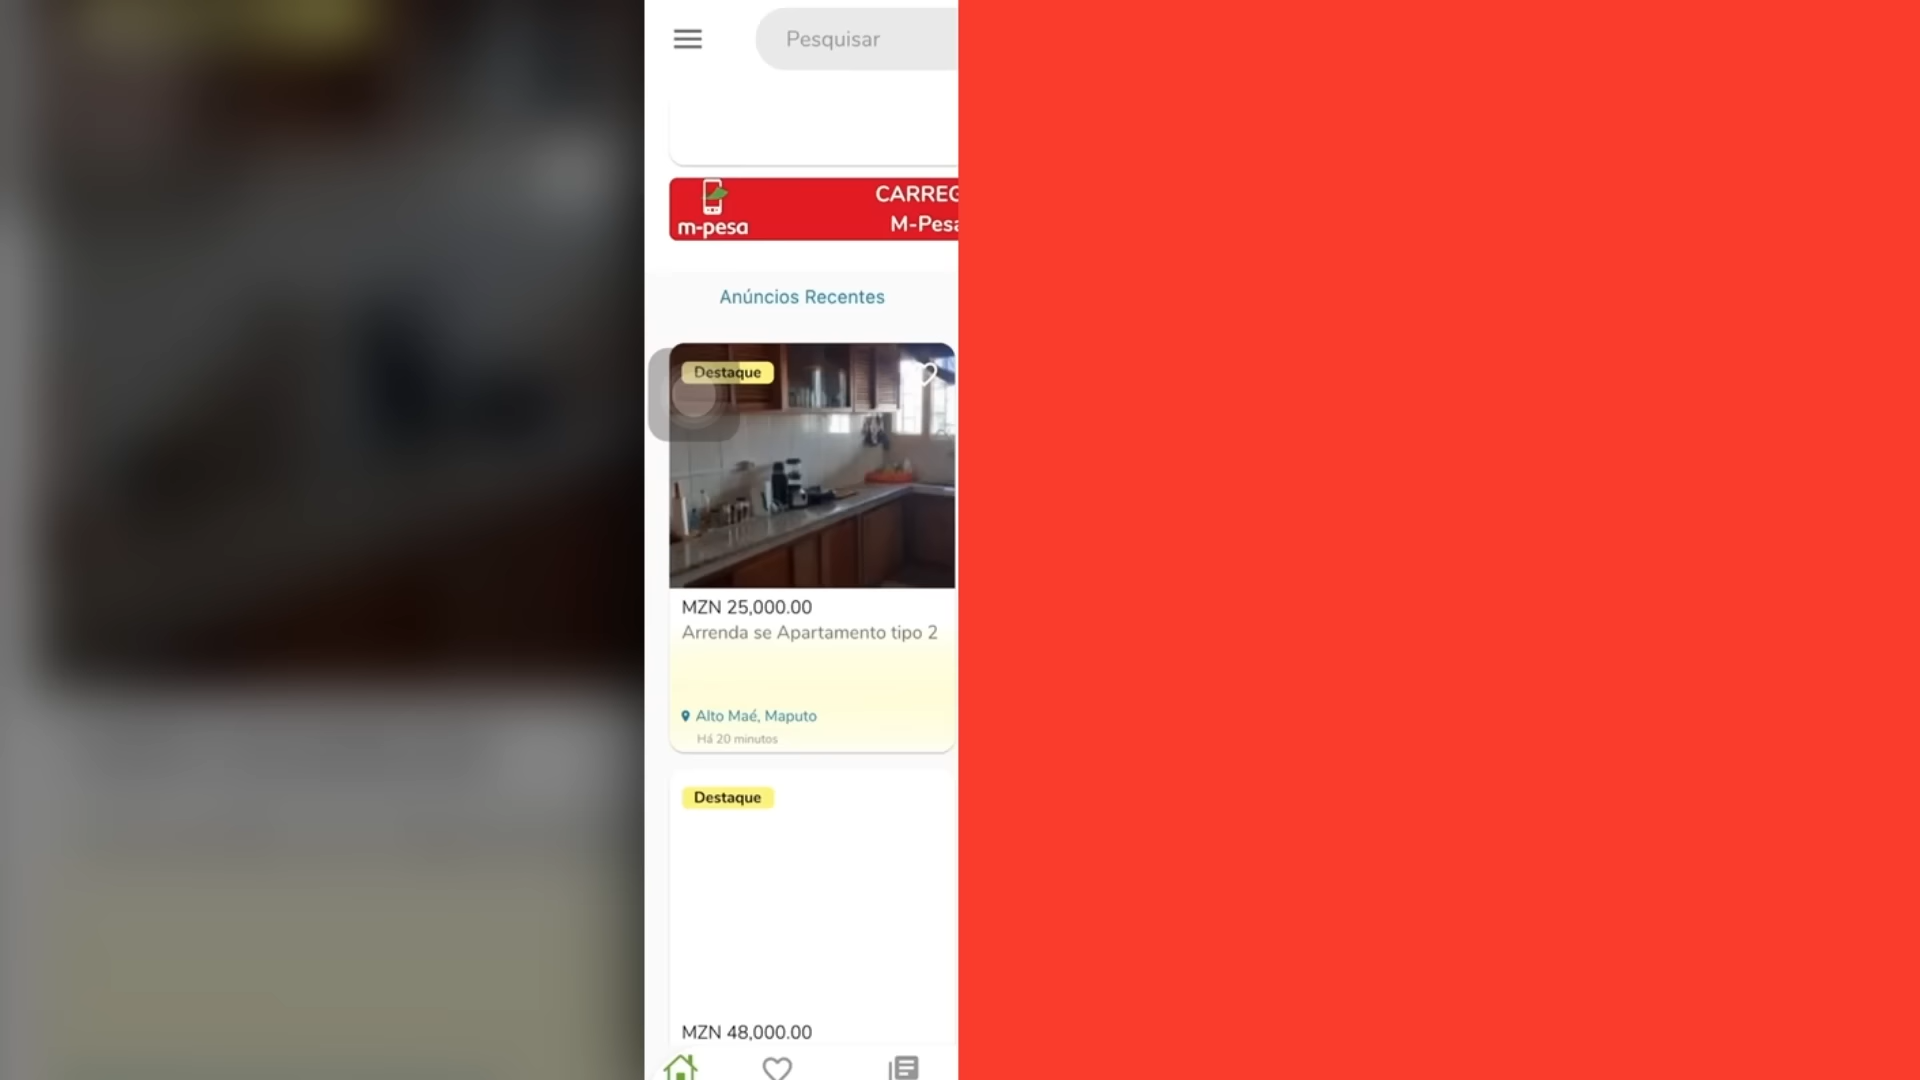 Pesquisar
m-pesa
CARREG
M-Pesa
Anúncios Recentes
Destaque
MZN 25,000.00
Arrenda se Apartamento tipo 2
Alto Maé, Maputo
Há 20 minutos
Destaque
MZN 48,000.00